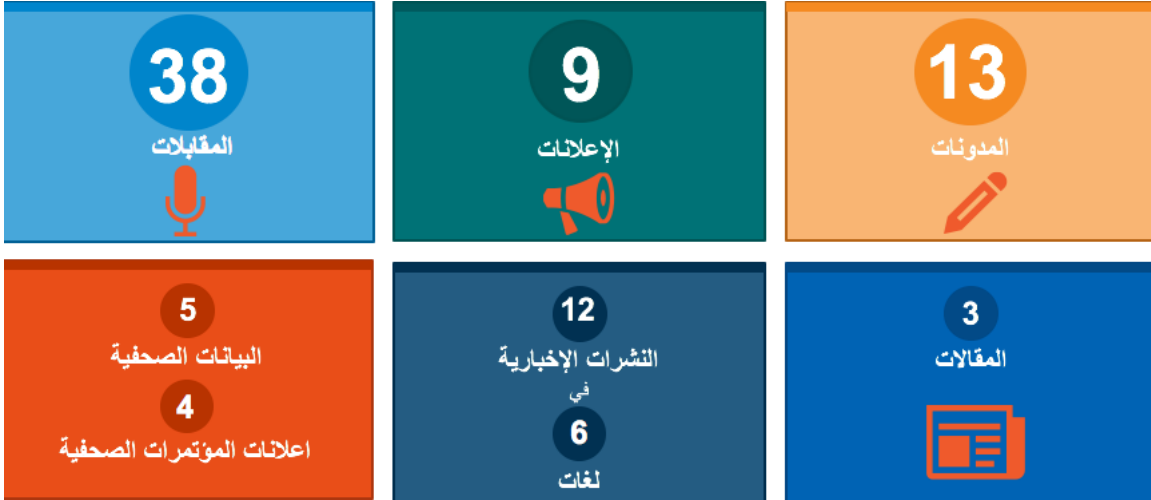 13
المدونات
9
الإعلانات
38
المقابلات
3
المقالات
12
النشرات الإخبارية
في
6
لغات
5
البيانات الصحفية
4
اعلانات المؤتمرات الصحفية